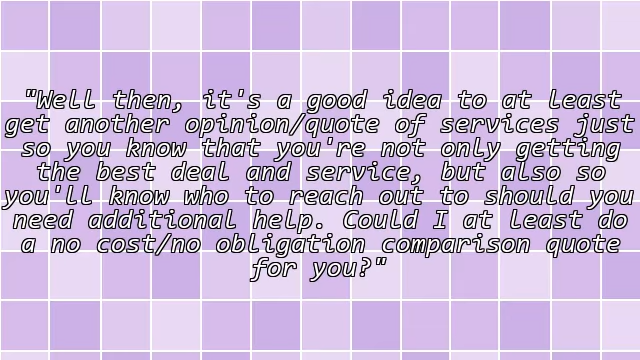 "Well then, it's a good idea to at least
get another opinion/quote of services just
so you know that you're not only getting
the best deal and service, but also so
you'll know who to reach out to should you
need additional help. Could I at least do
a no cost/no obligation comparison quote
for you?"